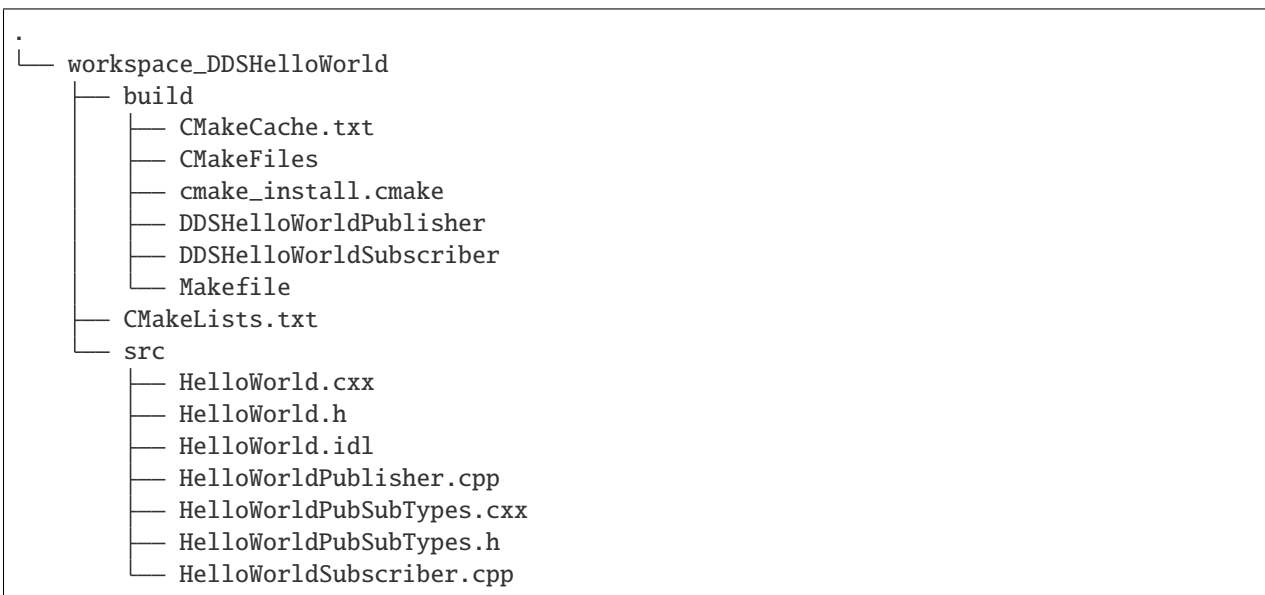 .
└── workspace_DDSHelloWorld
    ├── build
    │   ├── CMakeCache.txt
    │   ├── CMakeFiles
    │   ├── cmake_install.cmake
    │   ├── DDSHelloWorldPublisher
    │   ├── DDSHelloWorldSubscriber
    │   └── Makefile
    ├── CMakeLists.txt
    └── src
        ├── HelloWorld.cxx
        ├── HelloWorld.h
        ├── HelloWorld.idl
        ├── HelloWorldPublisher.cpp
        ├── HelloWorldPubSubTypes.cxx
        ├── HelloWorldPubSubTypes.h
        └── HelloWorldSubscriber.cpp